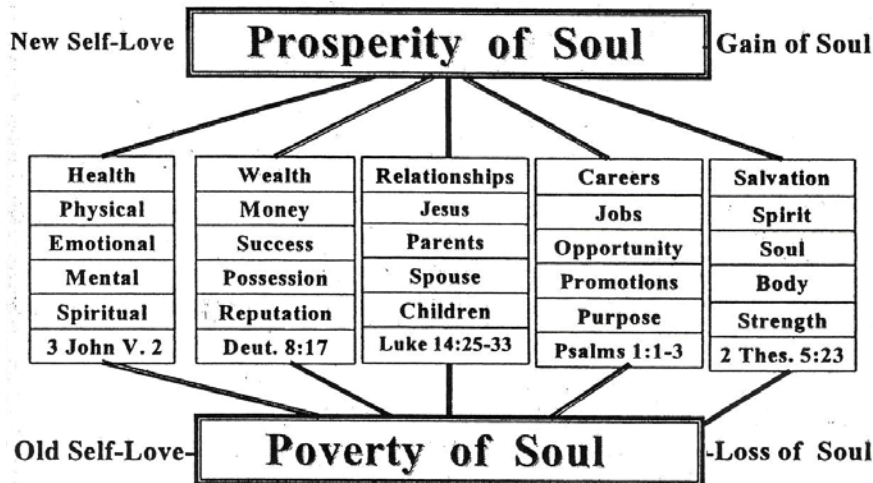 New Self-Love Prosperity of Soul Gain of Soul
Health Wealth Relationships Careers Salvation
Physical Money Jesus Jobs Spirit
Emotional Success Parents Opportunity Soul
Mental Possession Spouse Promotions Body
Spiritual Reputation Children Purpose Strength
3 John V. 2 Deut. 8:17 Luke 14:25-33 Psalms 1:1-3 2 Thes. 5:23
Old Self-Love- Poverty of Soul -Loss of Soul